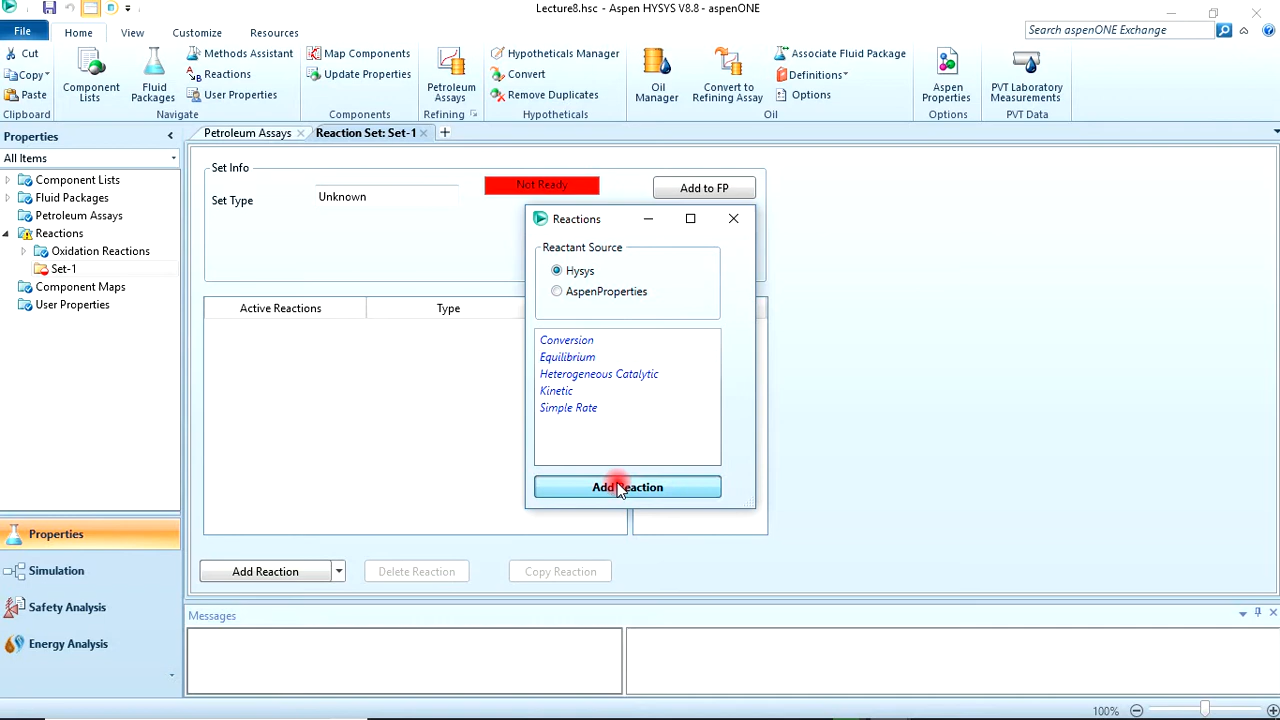 Lecture8.hsc - Aspen HYSYS V8.8 - aspenONE
File
Home
View
Customize
Resources
Search aspenONE Exchange
Cut
Copy
Paste
Clipboard
Component Lists
Fluid Packages
Methods Assistant
Reactions
User Properties
Navigate
Map Components
Update Properties
Components
Petroleum Assays
Refining
Hypotheticals Manager
Convert
Remove Duplicates
Hypotheticals
Oil Manager
Convert to Refining Assay
Associate Fluid Package
Definitions
Options
Oil
Aspen Properties
Options
PVT Laboratory Measurements
PVT Data
Properties
All Items
Component Lists
Fluid Packages
Petroleum Assays
Reactions
Oxidation Reactions
Set-1
Component Maps
User Properties
Properties
Simulation
Safety Analysis
Energy Analysis
Petroleum Assays
Reaction Set: Set-1
Set Info
Set Type
Unknown
Not Ready
Add to FP
Active Reactions
Type
Reactions
Reactant Source
Hysys
AspenProperties
Conversion
Equilibrium
Heterogeneous Catalytic
Kinetic
Simple Rate
Add Reaction
Add Reaction
Delete Reaction
Copy Reaction
Messages
100%